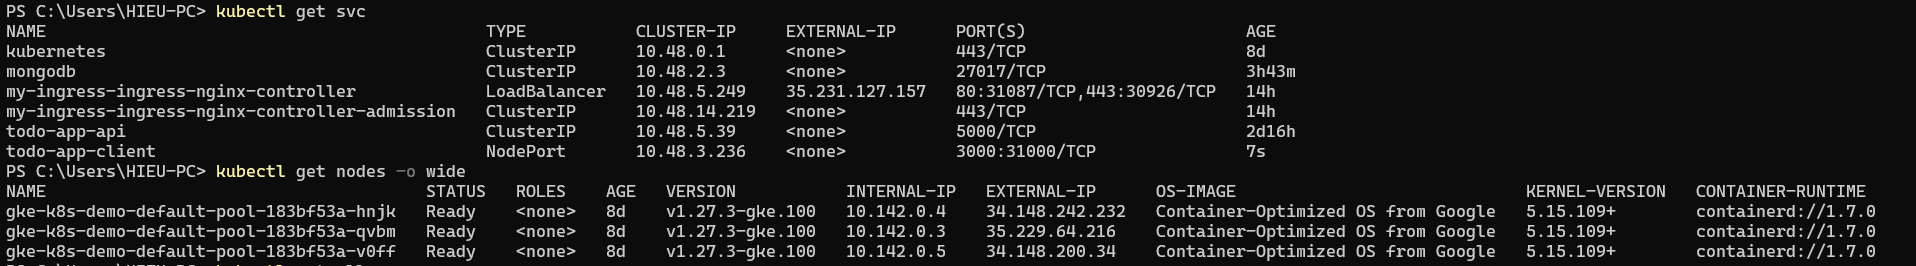 PS C:\Users\HIEU-PC> kubectl get svc
NAME TYPE CLUSTER-IP EXTERNAL-IP PORT(S) AGE
kubernetes ClusterIP 10.48.0.1 <none> 443/TCP 8d
mongodb ClusterIP 10.48.2.3 <none> 27017/TCP 3h43m
my-ingress-ingress-nginx-controller LoadBalancer 10.48.5.249 35.231.127.157 80:31087/TCP,443:30926/TCP 14h
my-ingress-ingress-nginx-controller-admission ClusterIP 10.48.14.219 <none> 443/TCP 14h
todo-app-api ClusterIP 10.48.5.39 <none> 5000/TCP 2d16h
todo-app-client NodePort 10.48.3.236 <none> 3000:31000/TCP 7s
PS C:\Users\HIEU-PC> kubectl get nodes -o wide
NAME STATUS ROLES AGE VERSION INTERNAL-IP EXTERNAL-IP OS-IMAGE KERNEL-VERSION CONTAINER-RUNTIME
gke-k8s-demo-default-pool-183bf53a-hnjk Ready <none> 8d v1.27.3-gke.100 10.142.0.4 34.148.242.232 Container-Optimized OS from Google 5.15.109+ containerd://1.7.0
gke-k8s-demo-default-pool-183bf53a-qvbm Ready <none> 8d v1.27.3-gke.100 10.142.0.3 35.229.64.216 Container-Optimized OS from Google 5.15.109+ containerd://1.7.0
gke-k8s-demo-default-pool-183bf53a-v0ff Ready <none> 8d v1.27.3-gke.100 10.142.0.5 34.148.200.34 Container-Optimized OS from Google 5.15.109+ containerd://1.7.0